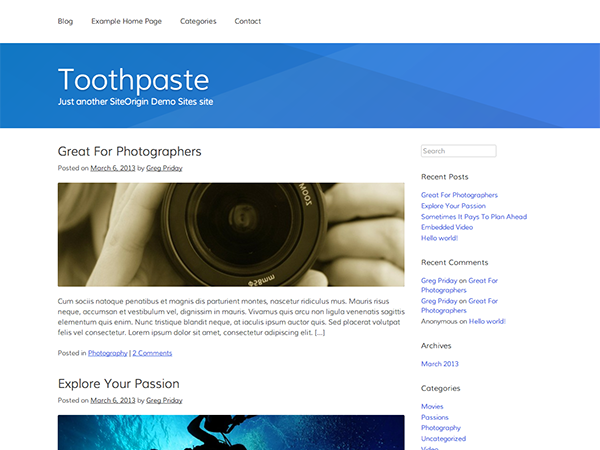 Blog Example Home Page Categories Contact
Toothpaste
Just another SiteOrigin Demo Sites site
Great For Photographers
Posted on March 6, 2013 by Greg Priday
ZOOM
Ø58mm
Cum sociis natoque penatibus et magnis dis parturient montes, nascetur ridiculus mus. Mauris risus
neque, accumsan et vestibulum vel, dignissim in mauris. Vivamus quis arcu non ligula venenatis sagittis
elementum quis enim. Nunc tristique blandit neque, at iaculis ipsum auctor quis. Sed placerat volutpat
felis vel consectetur. Lorem ipsum dolor sit amet, consectetur adipiscing elit. [...]
Posted in Photography | 2 Comments
Explore Your Passion
Posted on March 6, 2013 by Greg Priday
Search
Recent Posts
Great For Photographers
Explore Your Passion
Sometimes It Pays To Plan Ahead
Embedded Video
Hello world!
Recent Comments
Greg Priday on Great For
Photographers
Greg Priday on Great For
Photographers
Anonymous on Hello world!
Archives
March 2013
Categories
Movies
Passions
Photography
Uncategorized
Video